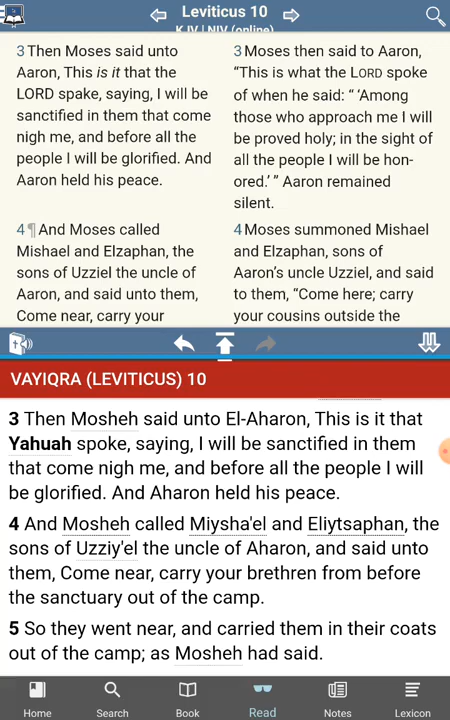 Leviticus 10
KJV | NIV (online)
3 Then Moses said unto
Aaron, This is it that the
LORD spake, saying, I will be
sanctified in them that come
nigh me, and before all the
people I will be glorified. And
Aaron held his peace.
4 ¶ And Moses called
Mishael and Elzaphan, the
sons of Uzziel the uncle of
Aaron, and said unto them,
Come near, carry your
3 Moses then said to Aaron,
“This is what the LORD spoke
of when he said: “ ‘Among
those who approach me I will
be proved holy; in the sight of
all the people I will be hon-
ored.’ ” Aaron remained
silent.
4 Moses summoned Mishael
and Elzaphan, sons of
Aaron’s uncle Uzziel, and said
to them, “Come here; carry
your cousins outside the
VAYIQRA (LEVITICUS) 10
3 Then Mosheh said unto El-Aharon, This is it that
Yahuah spoke, saying, I will be sanctified in them
that come nigh me, and before all the people I will
be glorified. And Aharon held his peace.
4 And Mosheh called Miysha'el and Eliytsaphan, the
sons of Uzziy'el the uncle of Aharon, and said unto
them, Come near, carry your brethren from before
the sanctuary out of the camp.
5 So they went near, and carried them in their coats
out of the camp; as Mosheh had said.
Home
Search
Book
Read
Notes
Lexicon